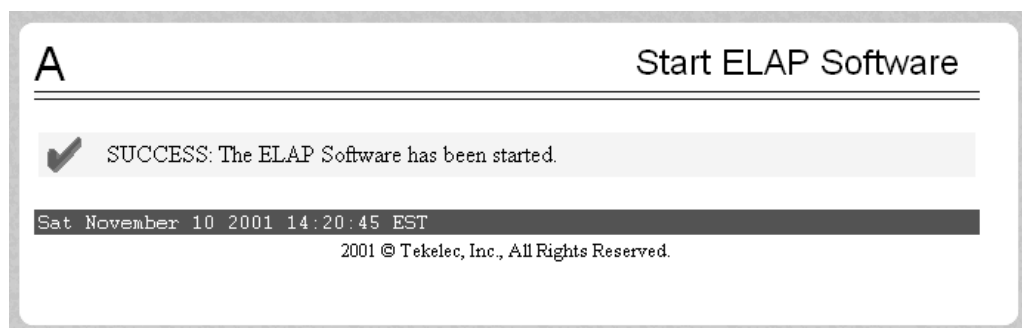 A
Start ELAP Software
SUCCESS: The ELAP Software has been started.
Sat November 10 2001 14:20:45 EST
2001 © Tekelec, Inc., All Rights Reserved.